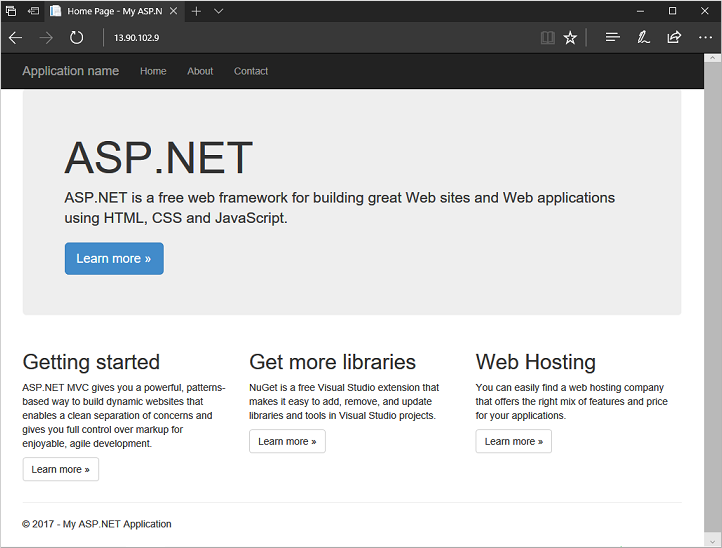 Home Page - My ASP.N
13.90.102.9
Application name Home About Contact
ASP.NET
ASP.NET is a free web framework for building great Web sites and Web applications
using HTML, CSS and JavaScript.
Learn more »
Getting started
ASP.NET MVC gives you a powerful, patterns-
based way to build dynamic websites that
enables a clean separation of concerns and
gives you full control over markup for
enjoyable, agile development.
Learn more »
Get more libraries
NuGet is a free Visual Studio extension that
makes it easy to add, remove, and update
libraries and tools in Visual Studio projects.
Learn more »
Web Hosting
You can easily find a web hosting company
that offers the right mix of features and price
for your applications.
Learn more »
© 2017 - My ASP.NET Application